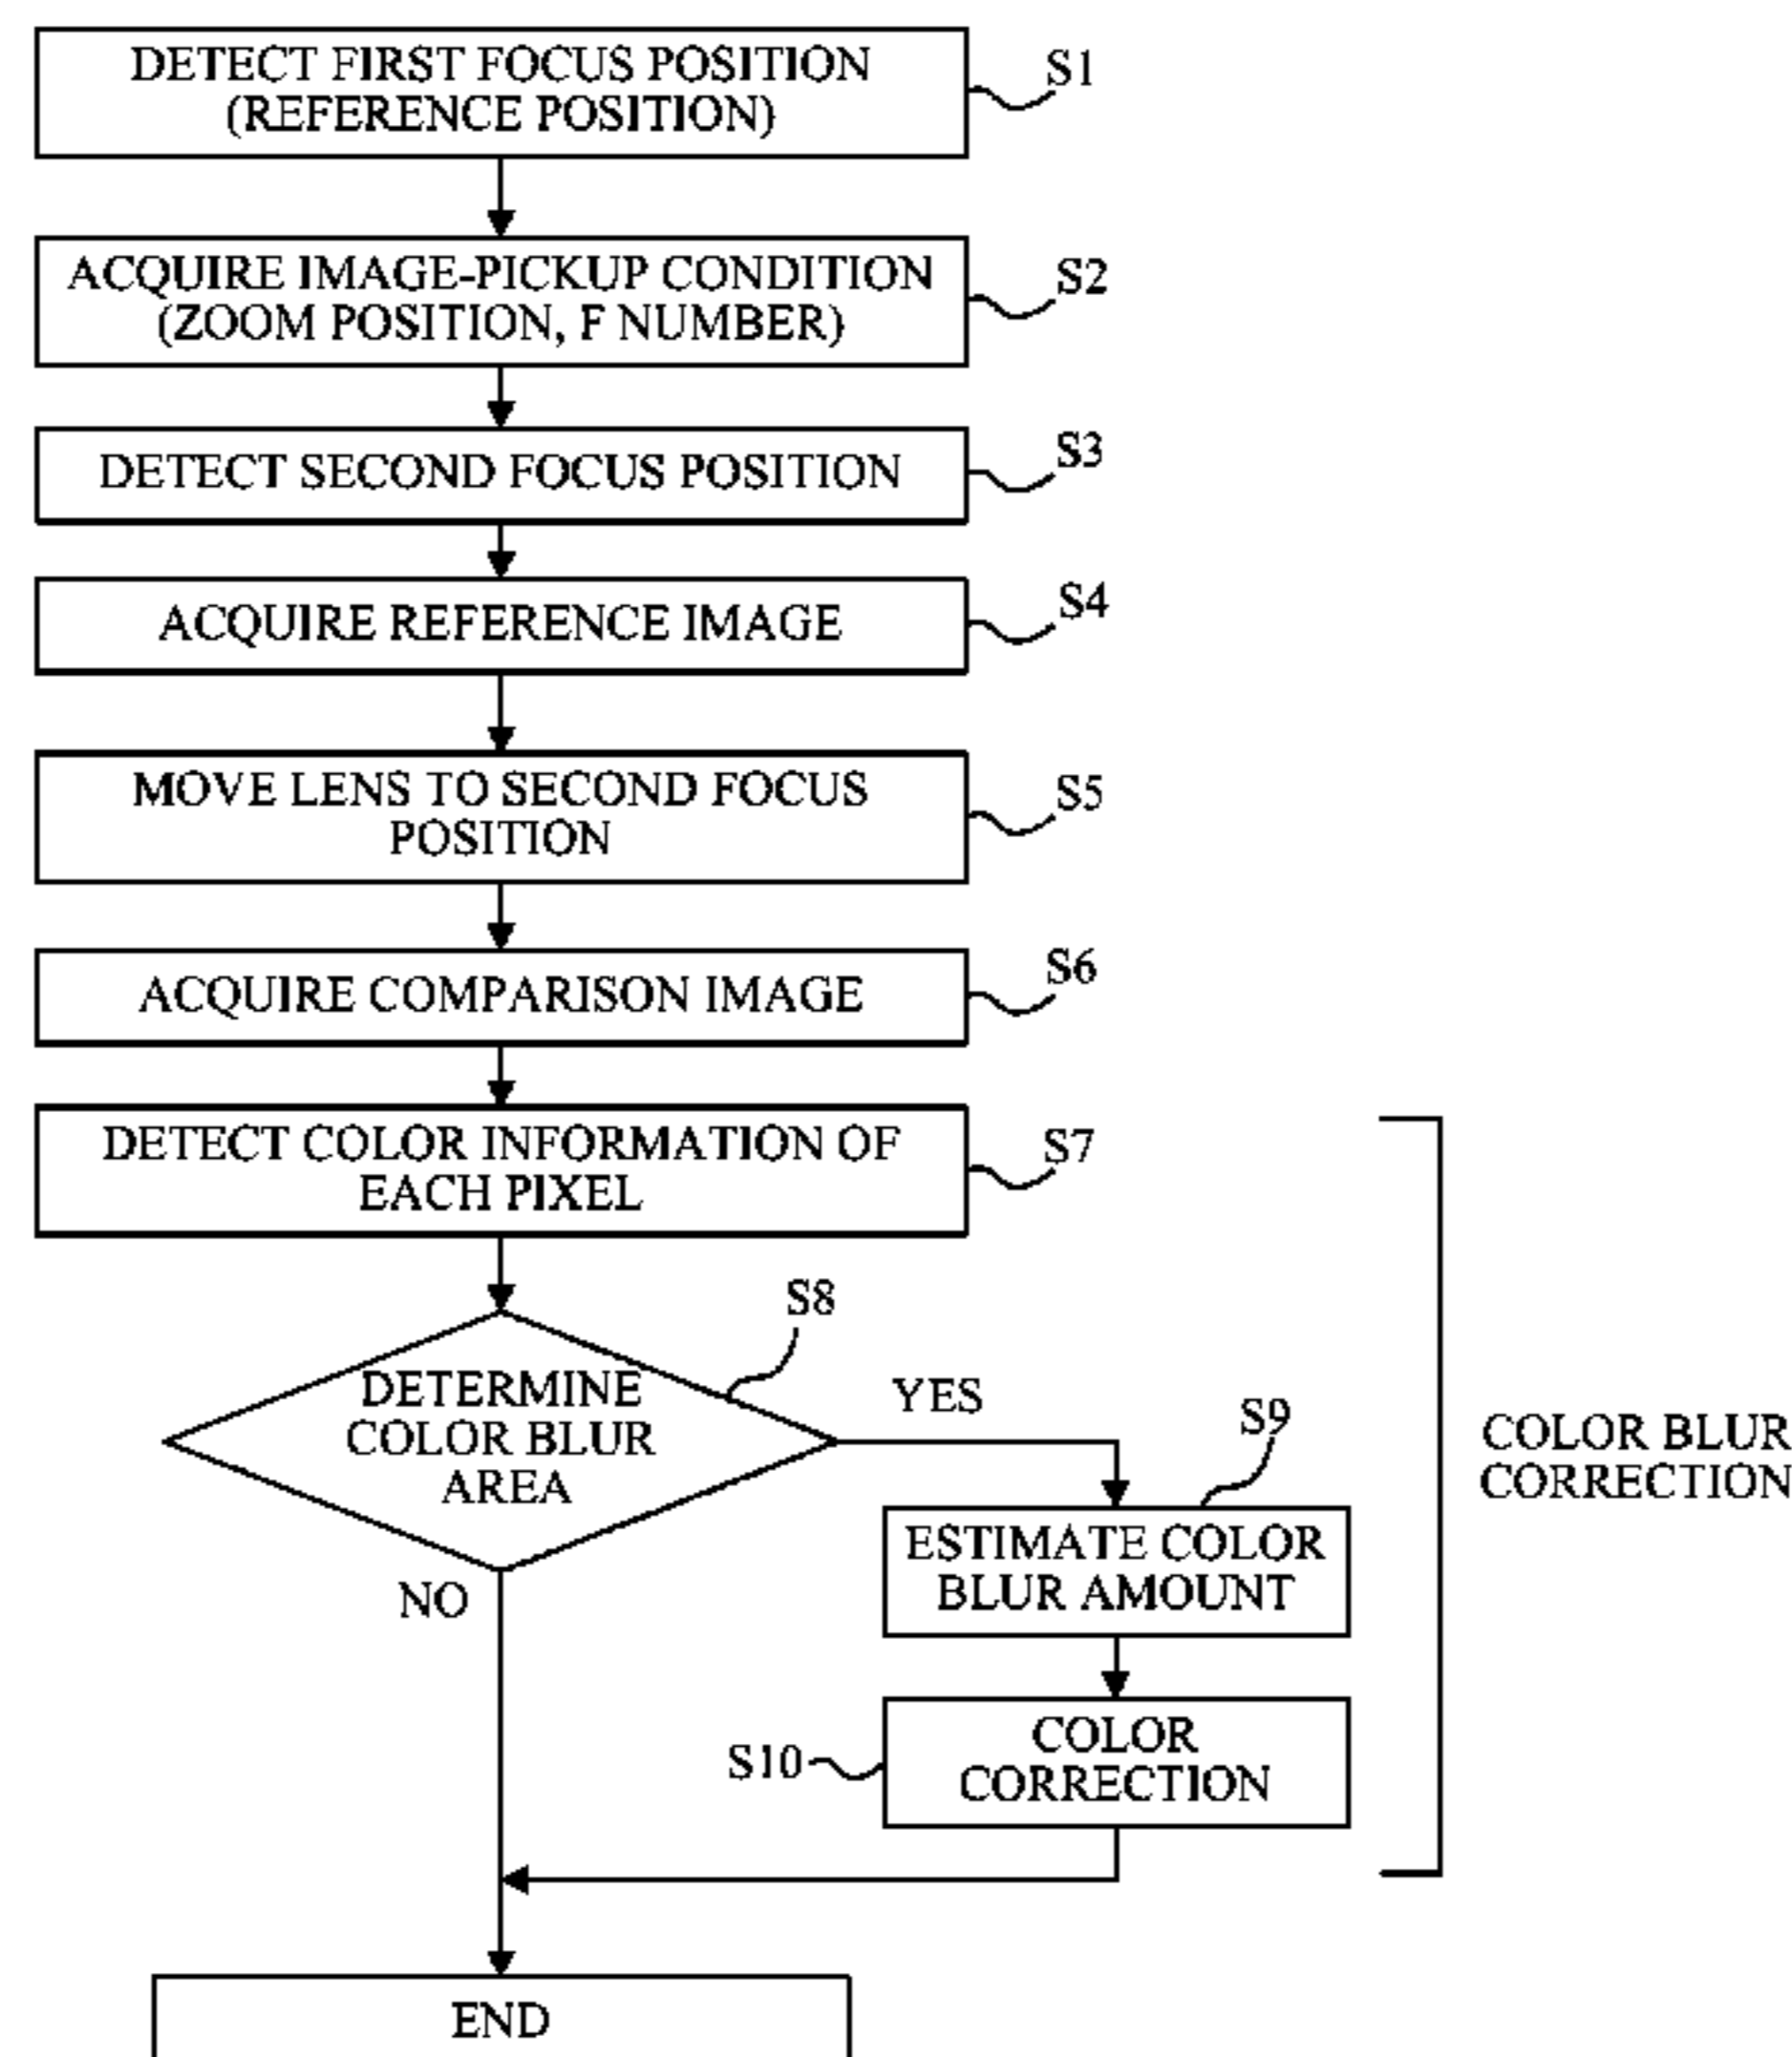 DETECT FIRST FOCUS POSITION
(REFERENCE POSITION)
S1
ACQUIRE IMAGE-PICKUP CONDITION
(ZOOM POSITION, F NUMBER)
S2
DETECT SECOND FOCUS POSITION
S3
ACQUIRE REFERENCE IMAGE
S4
MOVE LENS TO SECOND FOCUS
POSITION
S5
ACQUIRE COMPARISON IMAGE
S6
DETECT COLOR INFORMATION OF
EACH PIXEL
S7
S8
DETERMINE
COLOR BLUR
AREA
YES
NO
S9
ESTIMATE COLOR
BLUR AMOUNT
S10
COLOR
CORRECTION
COLOR BLUR
CORRECTION
END